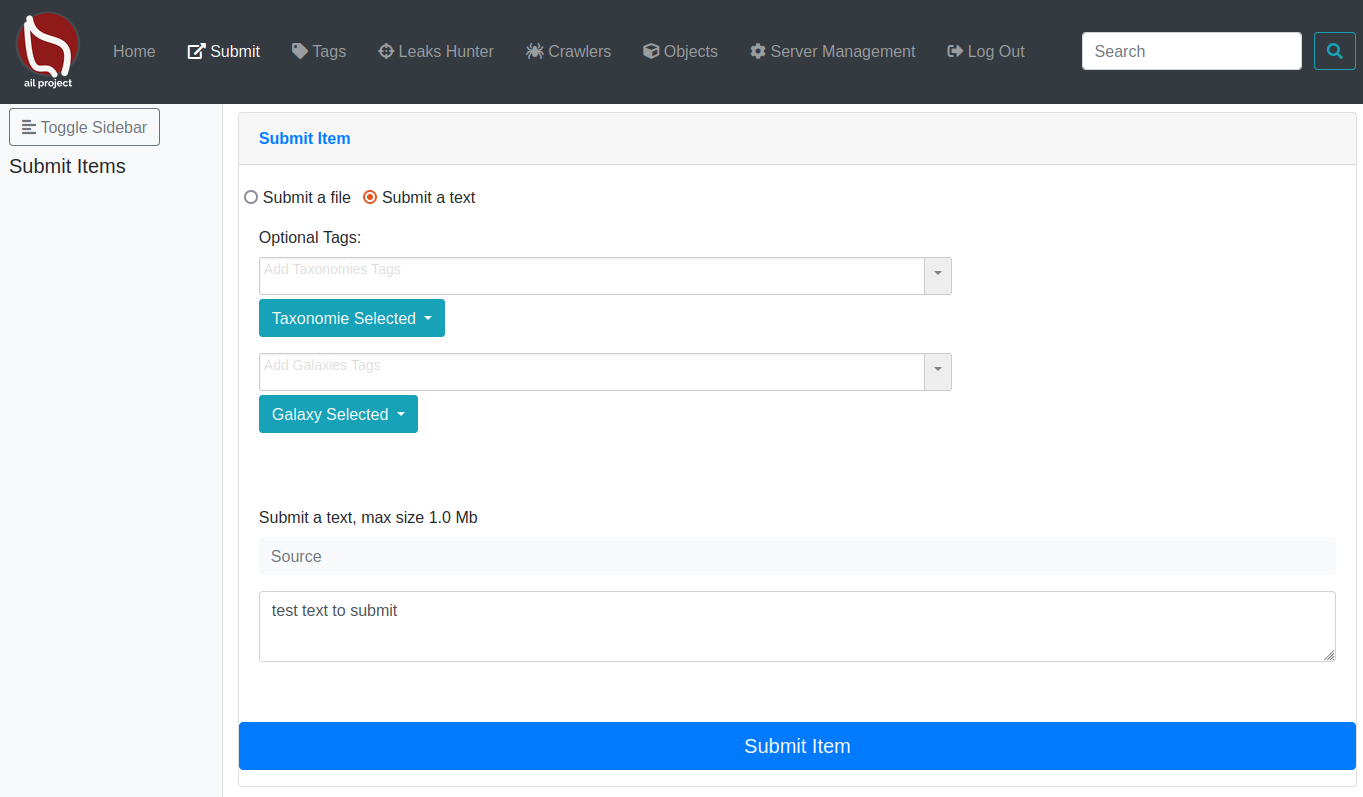 ail project
Home Submit Tags Leaks Hunter Crawlers Objects Server Management Log Out Search
Toggle Sidebar
Submit Items
Submit Item
Submit a file Submit a text
Optional Tags:
Add Taxonomies Tags
Taxonomie Selected
Add Galaxies Tags
Galaxy Selected
Submit a text, max size 1.0 Mb
Source
test text to submit
Submit Item